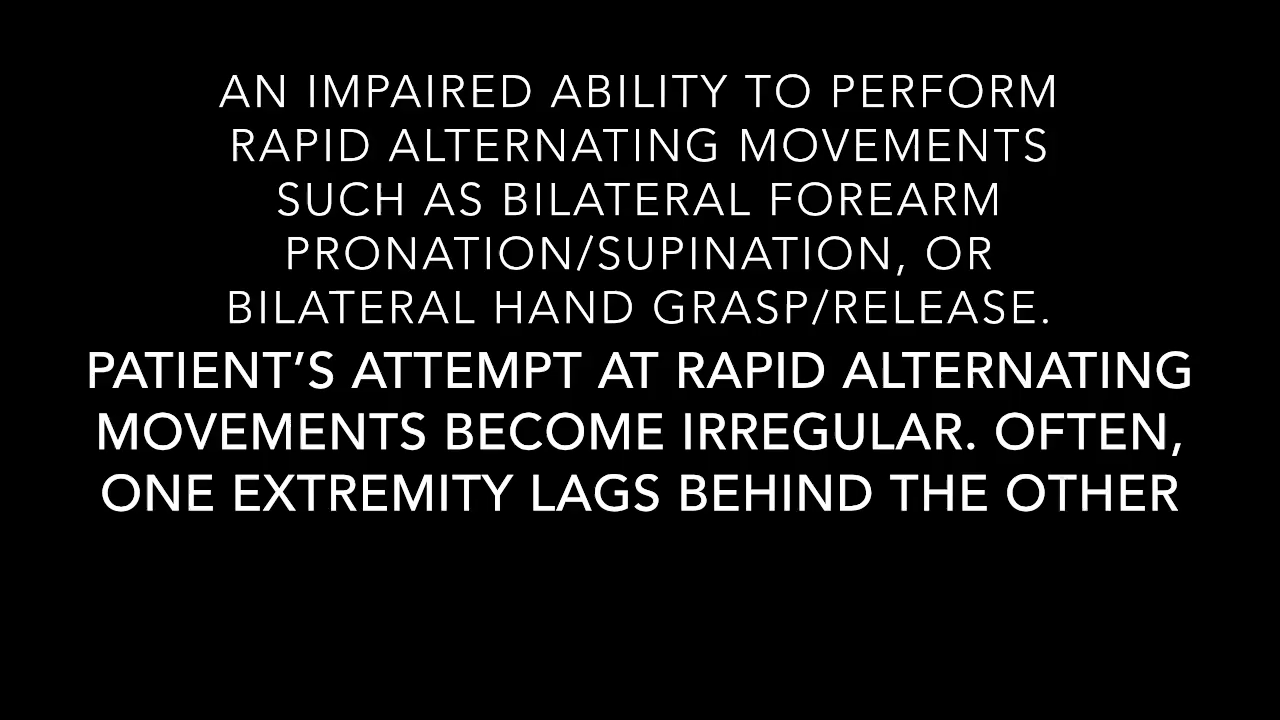 AN IMPAIRED ABILITY TO PERFORM
RAPID ALTERNATING MOVEMENTS
SUCH AS BILATERAL FOREARM
PRONATION/SUPINATION, OR
BILATERAL HAND GRASP/RELEASE.
PATIENT’S ATTEMPT AT RAPID ALTERNATING
MOVEMENTS BECOME IRREGULAR. OFTEN,
ONE EXTREMITY LAGS BEHIND THE OTHER